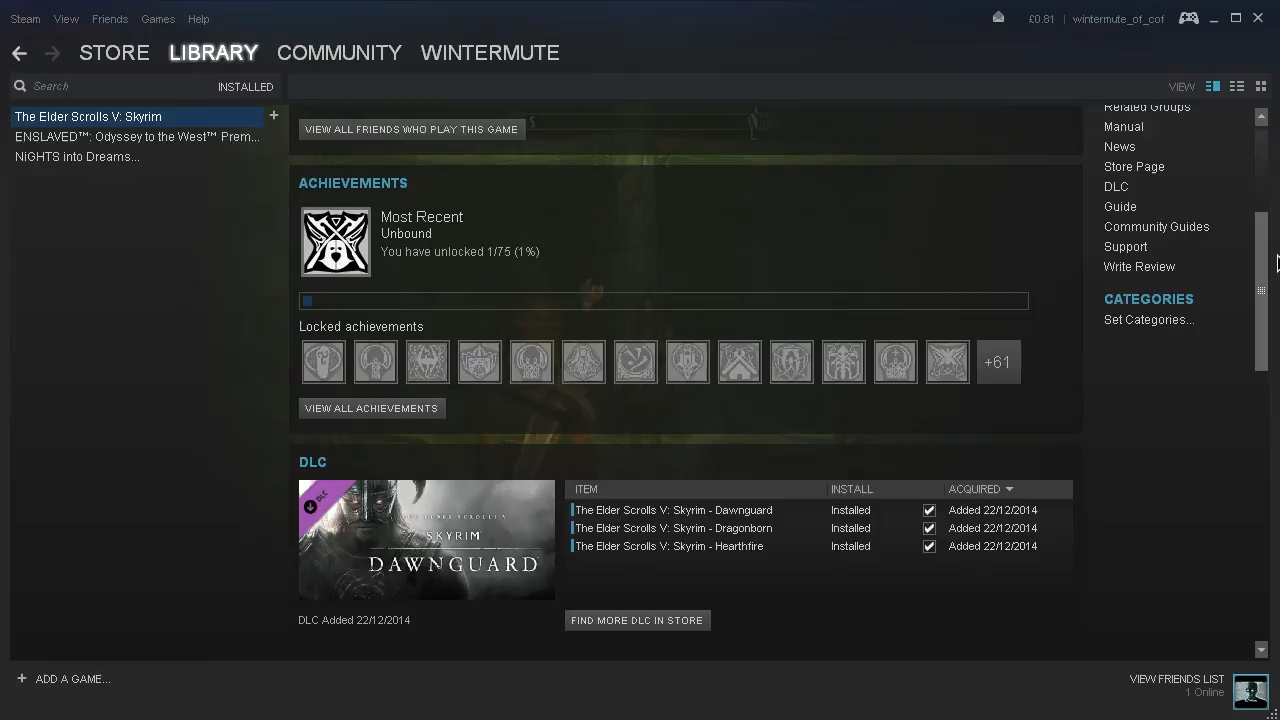 Steam View Friends Games Help
£0.81 | wintermute_of_cof
STORE LIBRARY COMMUNITY WINTERMUTE
Search INSTALLED
VIEW
The Elder Scrolls V: Skyrim +
ENSLAVED™: Odyssey to the West™ Prem...
NiGHTS into Dreams...
VIEW ALL FRIENDS WHO PLAY THIS GAME
ACHIEVEMENTS
Most Recent
Unbound
You have unlocked 1/75 (1%)
Locked achievements
+61
VIEW ALL ACHIEVEMENTS
DLC
DLC
THE ELDER SCROLLS V
SKYRIM
DAWNGUARD
DLC Added 22/12/2014
ITEM INSTALL ACQUIRED
The Elder Scrolls V: Skyrim - Dawnguard Installed Added 22/12/2014
The Elder Scrolls V: Skyrim - Dragonborn Installed Added 22/12/2014
The Elder Scrolls V: Skyrim - Hearthfire Installed Added 22/12/2014
FIND MORE DLC IN STORE
Related Groups
Manual
News
Store Page
DLC
Guide
Community Guides
Support
Write Review
CATEGORIES
Set Categories...
+ ADD A GAME...
VIEW FRIENDS LIST
1 Online